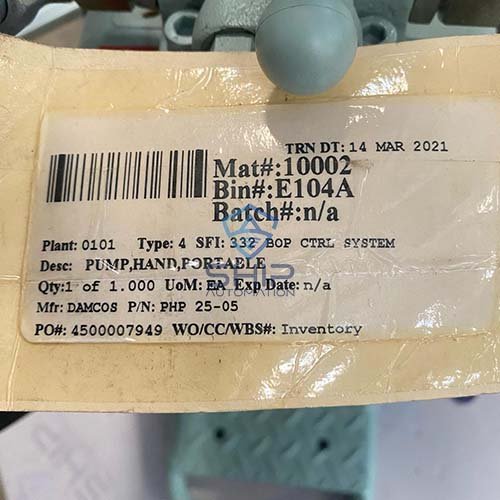 TRN DT: 14 MAR 2021
Mat#:10002
Bin#:E104A
Batch#:n/a
Plant: 0101 Type: 4 SFI: 332 BOP CTRL SYSTEM
Desc: PUMP,HAND,PORTABLE
Qty:1 of 1.000 UoM: EA Exp Date: n/a
Mfr: DAMCOS P/N: PHP 25-05
PO#: 4500007949 WO/CC/WBS#: Inventory
SHIP
AUTOMATION